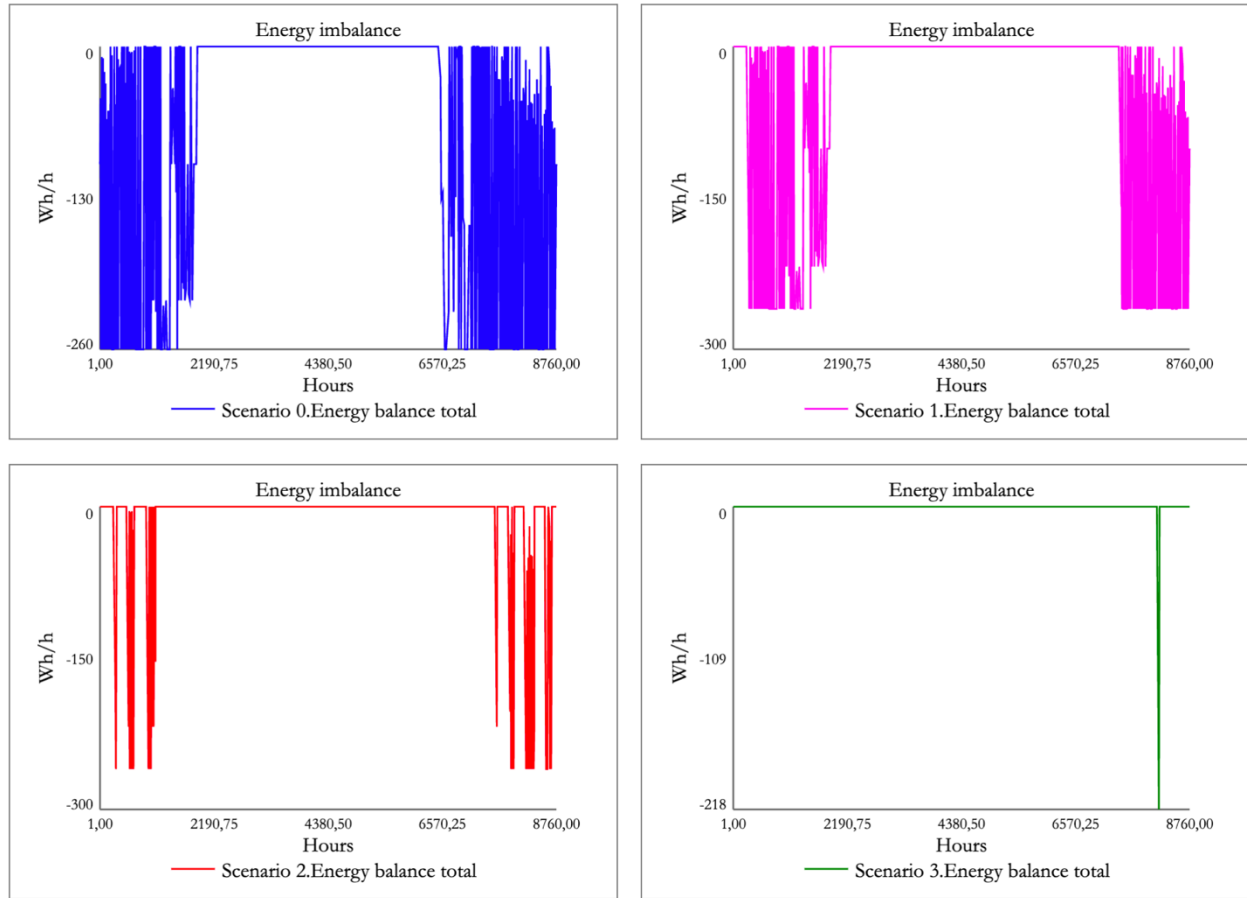 Energy imbalance
0
-130
-260
Wh/h
1,00 2190,75 4380,50 6570,25 8760,00
Hours
Scenario 0.Energy balance total
Energy imbalance
0
-150
-300
Wh/h
1,00 2190,75 4380,50 6570,25 8760,00
Hours
Scenario 1.Energy balance total
Energy imbalance
0
-150
-300
Wh/h
1,00 2190,75 4380,50 6570,25 8760,00
Hours
Scenario 2.Energy balance total
Energy imbalance
0
-109
-218
Wh/h
1,00 2190,75 4380,50 6570,25 8760,00
Hours
Scenario 3.Energy balance total